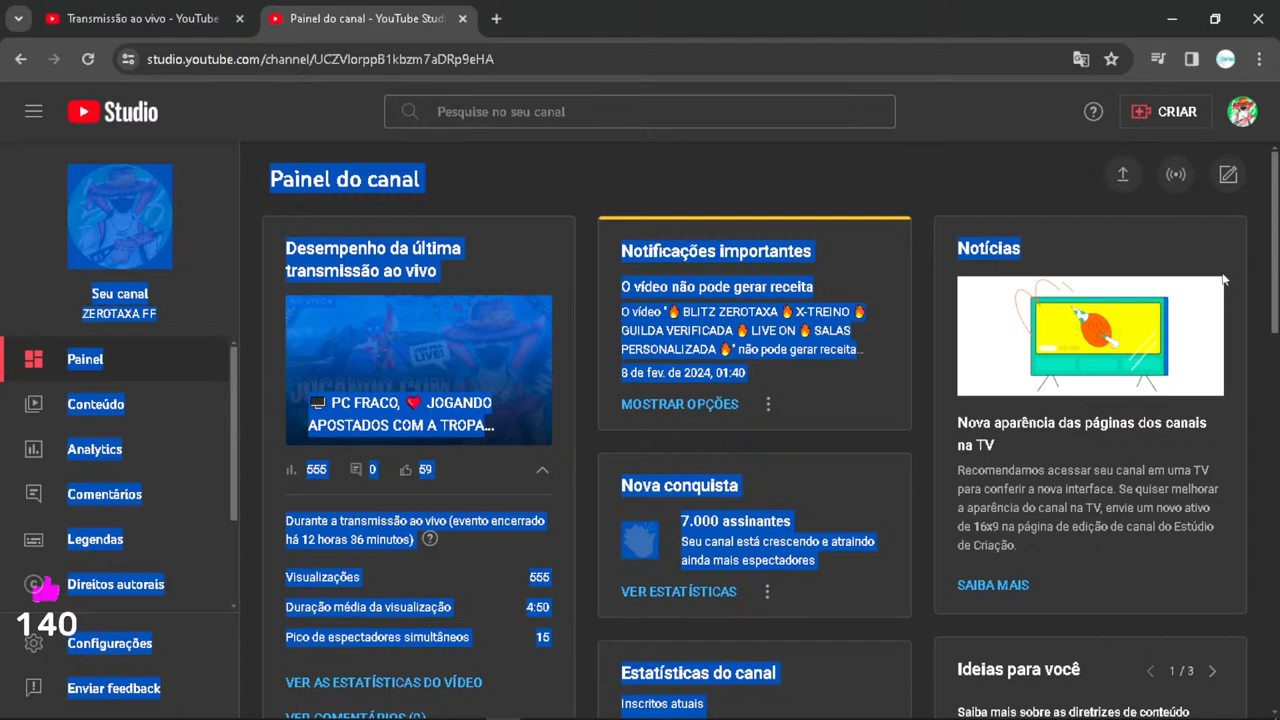 Transmissão ao vivo - YouTube
Painel do canal - YouTube Studi
studio.youtube.com/channel/UCZVlorppB1kbzm7aDRp9eHA
Studio
Pesquise no seu canal
CRIAR
Seu canal
ZEROTAXA FF
Painel
Conteúdo
Analytics
Comentários
Legendas
Direitos autorais
140
Configurações
Enviar feedback
Painel do canal
Desempenho da última
transmissão ao vivo
PC FRACO, ❤️ JOGANDO
APOSTADOS COM A TROPA...
555 0 59
Durante a transmissão ao vivo (evento encerrado
há 12 horas 36 minutos)
Visualizações 555
Duração média da visualização 4:50
Pico de espectadores simultâneos 15
VER AS ESTATÍSTICAS DO VÍDEO
VER COMENTÁRIOS (0)
Notificações importantes
O vídeo não pode gerar receita
O vídeo "🔥 BLITZ ZEROTAXA 🔥 X-TREINO 🔥
GUILDA VERIFICADA 🔥 LIVE ON 🔥 SALAS
PERSONALIZADA 🔥" não pode gerar receita...
8 de fev. de 2024, 01:40
MOSTRAR OPÇÕES
Nova conquista
7.000 assinantes
Seu canal está crescendo e atraindo
ainda mais espectadores
VER ESTATÍSTICAS
Estatísticas do canal
Inscritos atuais
Notícias
Nova aparência das páginas dos canais
na TV
Recomendamos acessar seu canal em uma TV
para conferir a nova interface. Se quiser melhorar
a aparência do canal na TV, envie um novo ativo
de 16x9 na página de edição de canal do Estúdio
de Criação.
SAIBA MAIS
Ideias para você
1 / 3
Saiba mais sobre as diretrizes de conteúdo